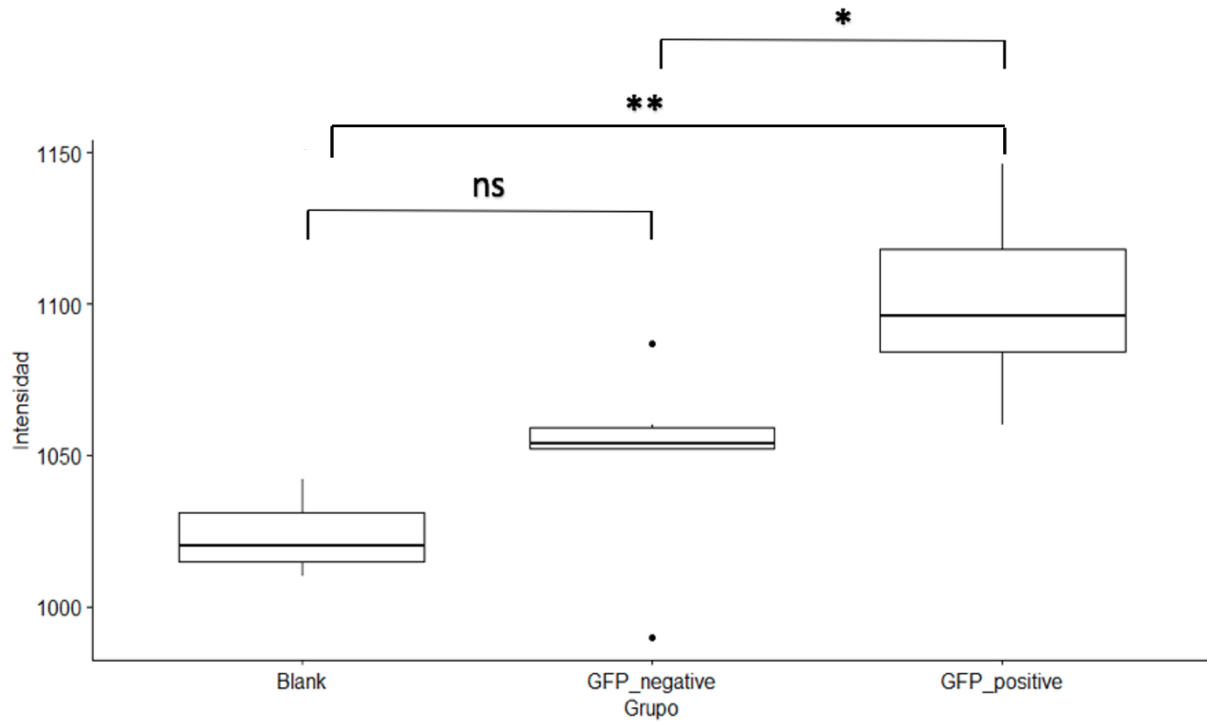 *
**
ns
1150
1100
1050
1000
Intensidad
Blank
GFP_negative
GFP_positive
Grupo